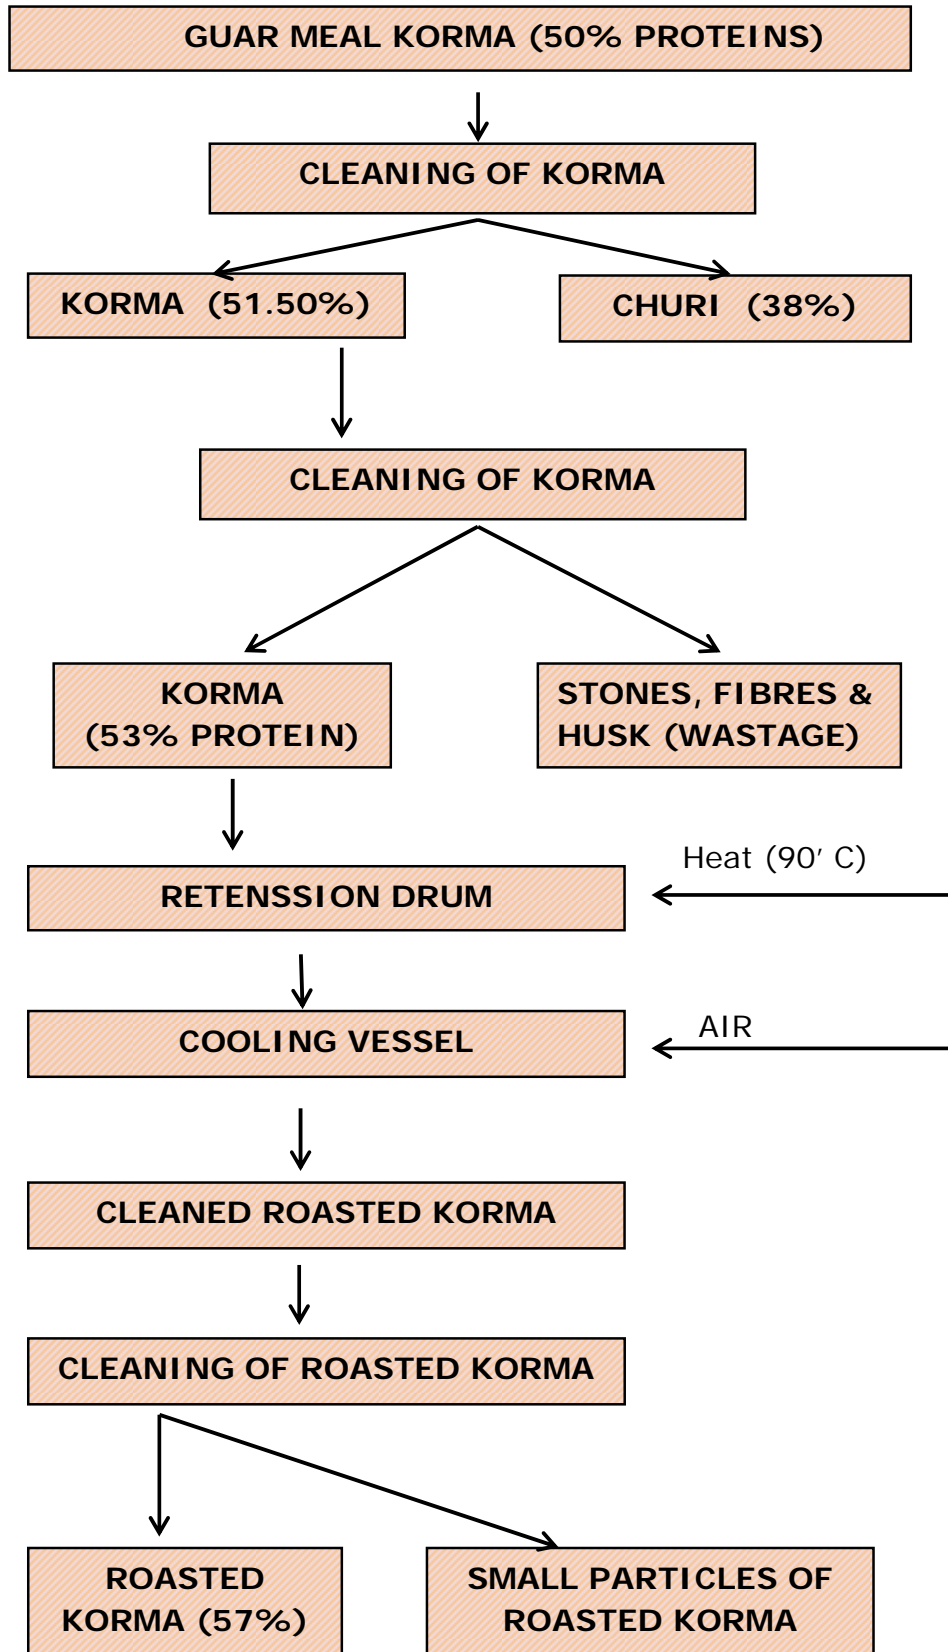 GUAR MEAL KORMA (50% PROTEINS)
CLEANING OF KORMA
KORMA (51.50%)
CHURI (38%)
CLEANING OF KORMA
KORMA
(53% PROTEIN)
STONES, FIBRES &
HUSK (WASTAGE)
Heat (90' C)
RETENSSION DRUM
AIR
COOLING VESSEL
CLEANED ROASTED KORMA
CLEANING OF ROASTED KORMA
ROASTED
KORMA (57%)
SMALL PARTICLES OF
ROASTED KORMA